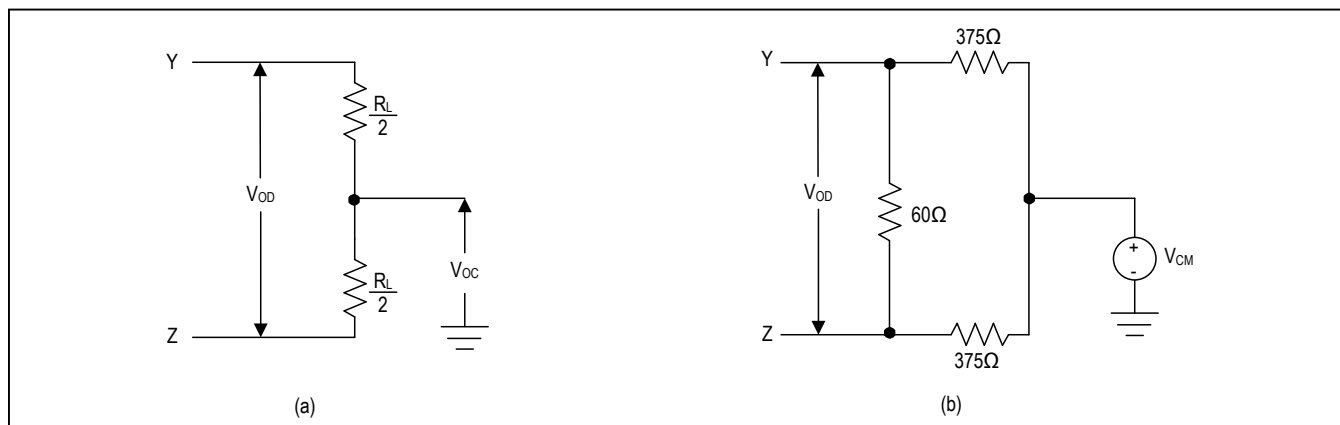 Y
R_L
2
V_OD
V_OC
R_L
2
Z
(a)
375Ω
Y
V_OD
60Ω
+
-
V_CM
Z
375Ω
(b)